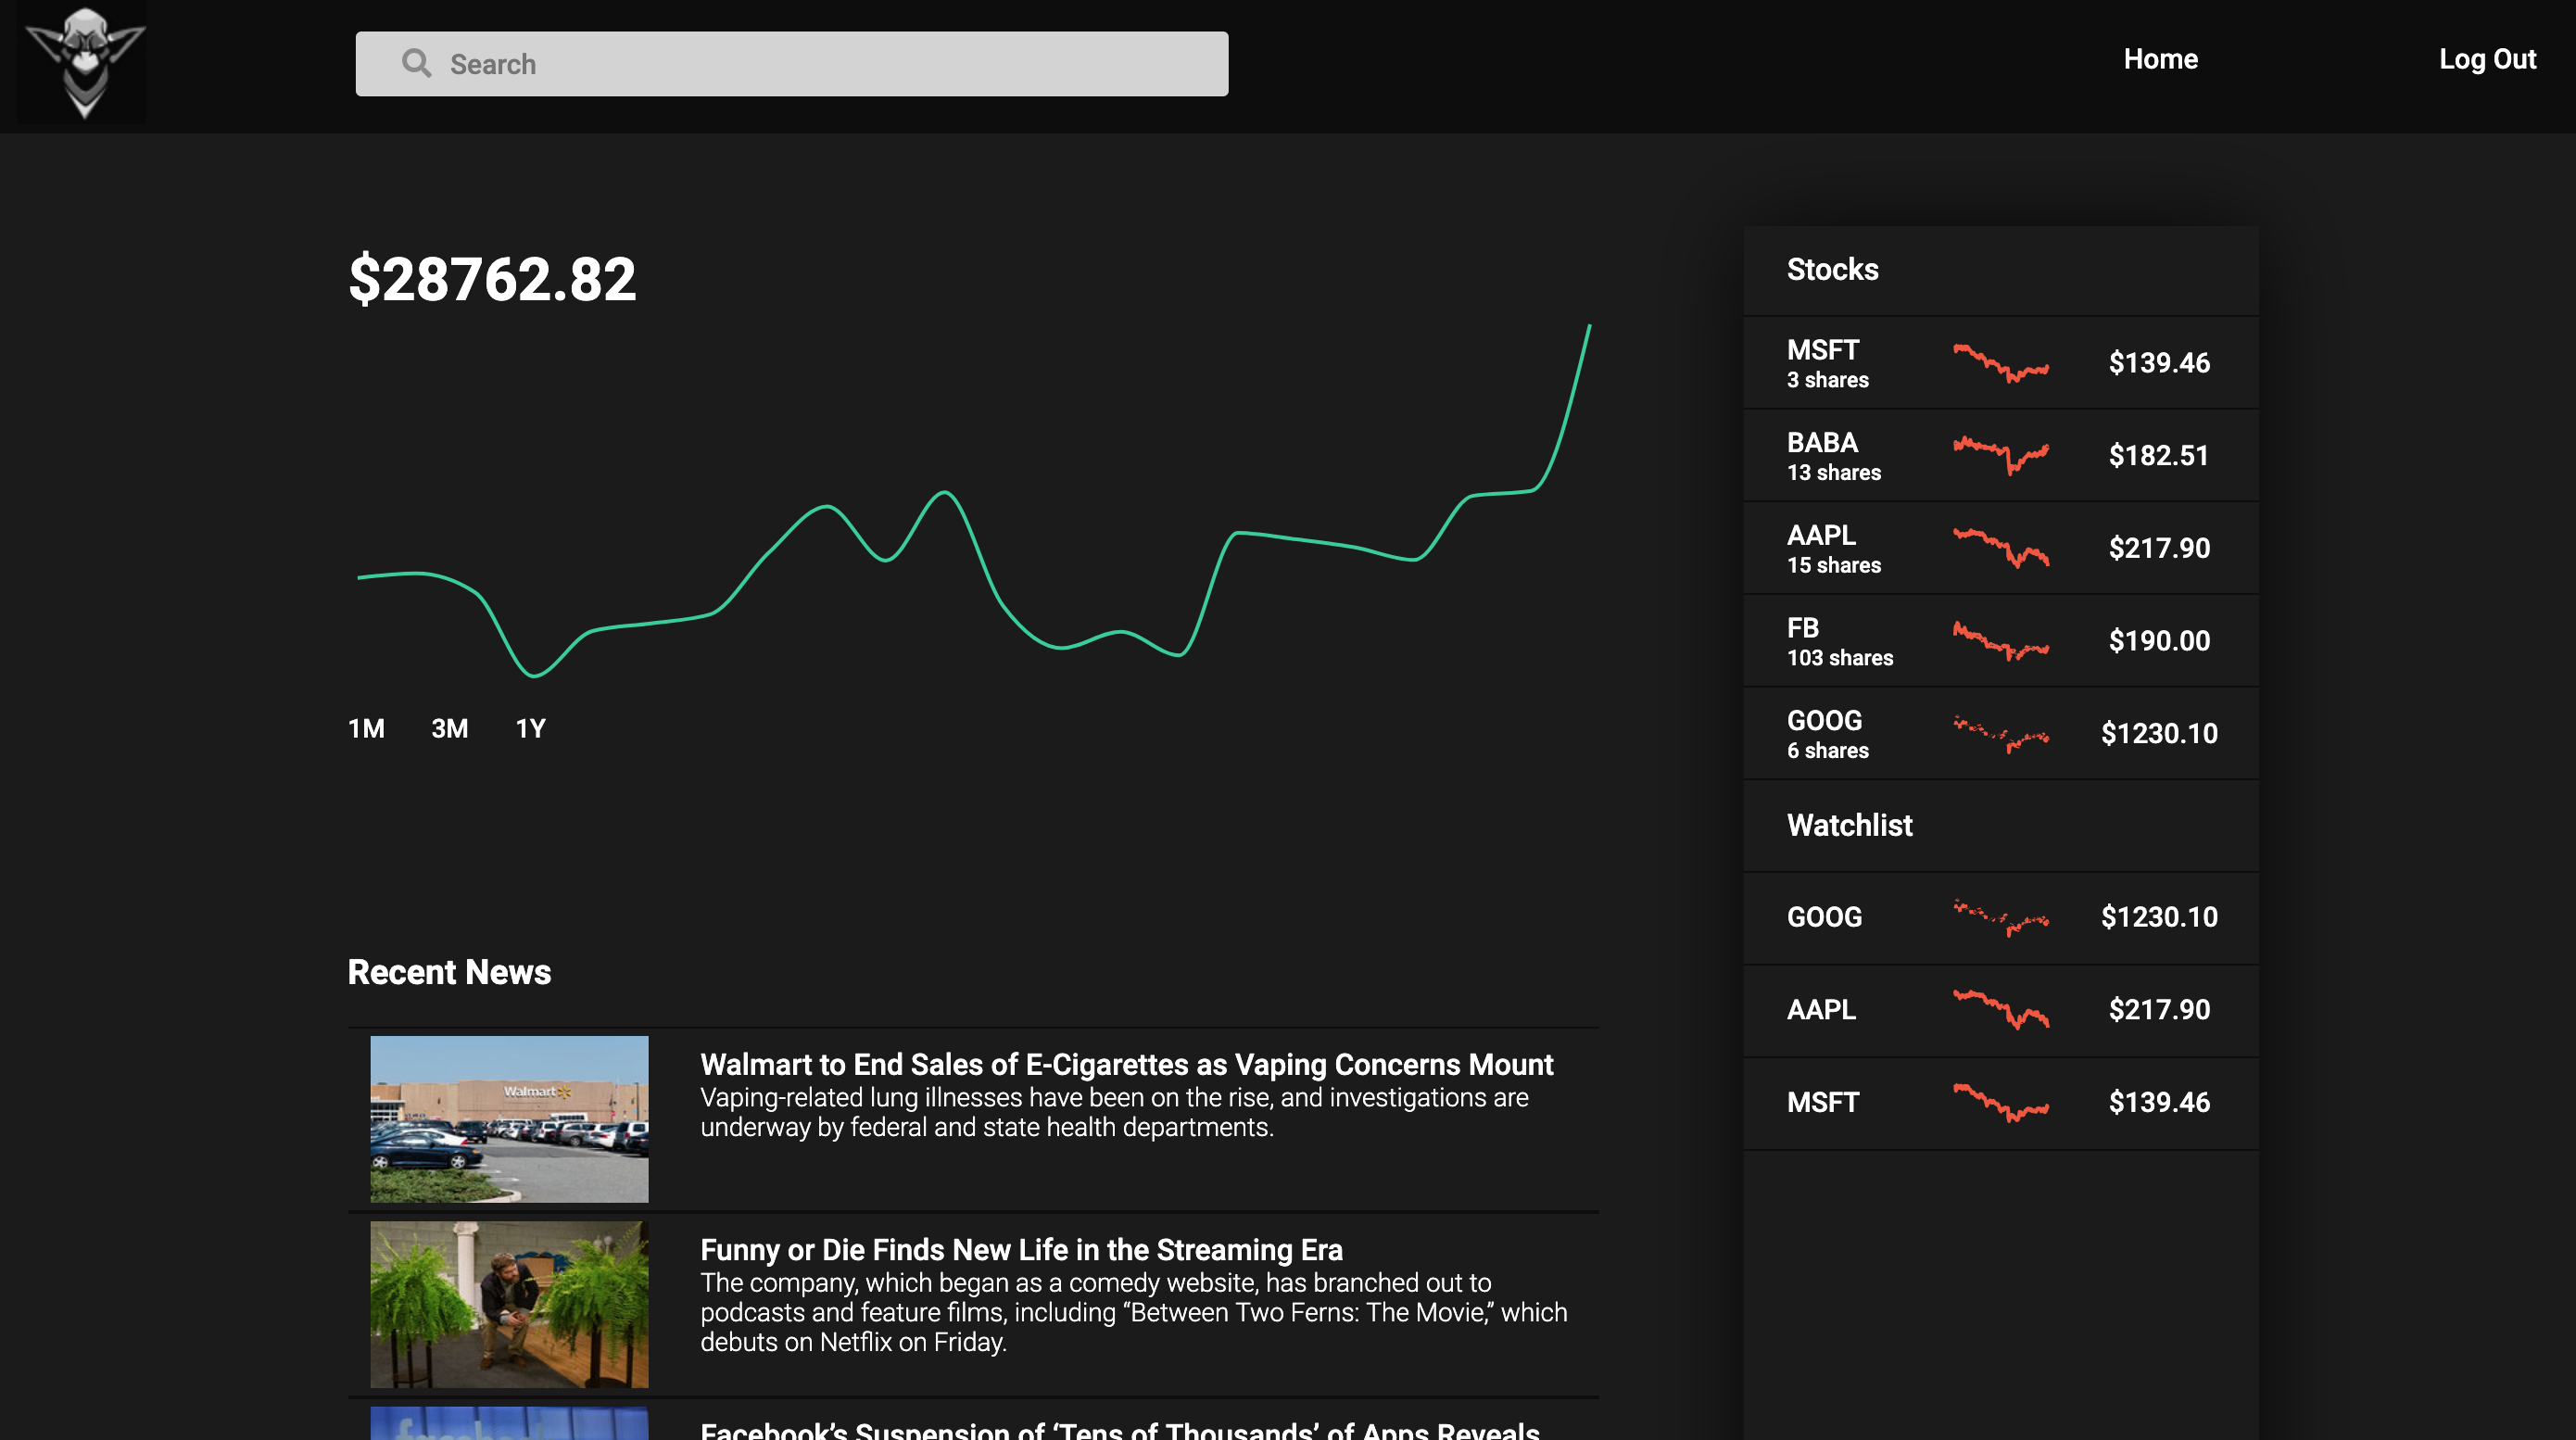 Search
Home
Log Out
$28762.82
1M
3M
1Y
Recent News
Walmart
Walmart to End Sales of E-Cigarettes as Vaping Concerns Mount
Vaping-related lung illnesses have been on the rise, and investigations are
underway by federal and state health departments.
Funny or Die Finds New Life in the Streaming Era
The company, which began as a comedy website, has branched out to
podcasts and feature films, including “Between Two Ferns: The Movie,” which
debuts on Netflix on Friday.
facebook
Facebook’s Suspension of ‘Tens of Thousands’ of Apps Reveals
Stocks
MSFT
3 shares
$139.46
BABA
13 shares
$182.51
AAPL
15 shares
$217.90
FB
103 shares
$190.00
GOOG
6 shares
$1230.10
Watchlist
GOOG
$1230.10
AAPL
$217.90
MSFT
$139.46